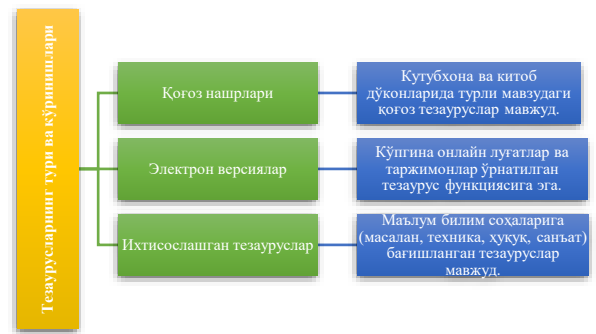 Тезаурусларнинг тури ва кўринишлари
Қоғоз нашрлари
Кутубхона ва китоб
дўконларида турли мавзудаги
қоғоз тезауруслар мавжуд.
Электрон версиялар
Кўпгина онлайн луғатлар ва
таржимонлар ўрнатилган
тезаурус функциясига эга.
Ихтисослашган тезауруслар
Маълум билим соҳаларига
(масалан, техника, ҳуқуқ, санъат)
бағишланган тезауруслар
мавжуд.